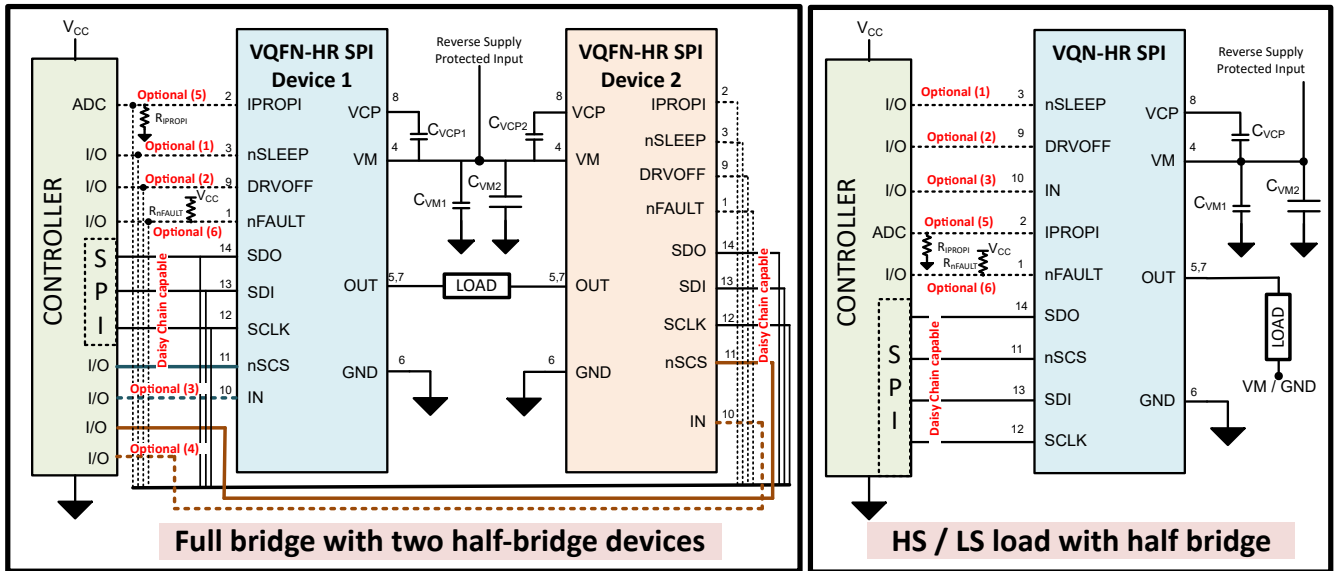 VCC
CONTROLLER
ADC
I/O
I/O
I/O
SPI
I/O
I/O
I/O
I/O
Optional (5)
RIPROPI
Optional (1)
Optional (2)
VCC
RnFAULT
Optional (6)
Daisy Chain capable
Optional (3)
Optional (4)
VQFN-HR SPI
Device 1
2 IPROPI
3 nSLEEP
9 DRVOFF
1 nFAULT
14 SDO
13 SDI
12 SCLK
11 nSCS
10 IN
VCP 8
VM 4
OUT 5,7
GND 6
Reverse Supply
Protected Input
CVCP1
CVCP2
CVM1
CVM2
LOAD
VQFN-HR SPI
Device 2
8 VCP
4 VM
5,7 OUT
6 GND
IPROPI 2
nSLEEP 3
DRVOFF 9
nFAULT 1
SDO 14
SDI 13
SCLK 12
nSCS 11
IN 10
Daisy Chain capable
Full bridge with two half-bridge devices
VCC
CONTROLLER
I/O
I/O
I/O
ADC
I/O
SPI
Optional (1)
Optional (2)
Optional (3)
Optional (5)
RIPROPI
VCC
RnFAULT
Optional (6)
Daisy Chain capable
VQN-HR SPI
3 nSLEEP
9 DRVOFF
10 IN
2 IPROPI
1 nFAULT
14 SDO
11 nSCS
13 SDI
12 SCLK
VCP 8
VM 4
OUT 5,7
GND 6
Reverse Supply
Protected Input
CVCP
CVM1
CVM2
LOAD
VM / GND
HS / LS load with half bridge